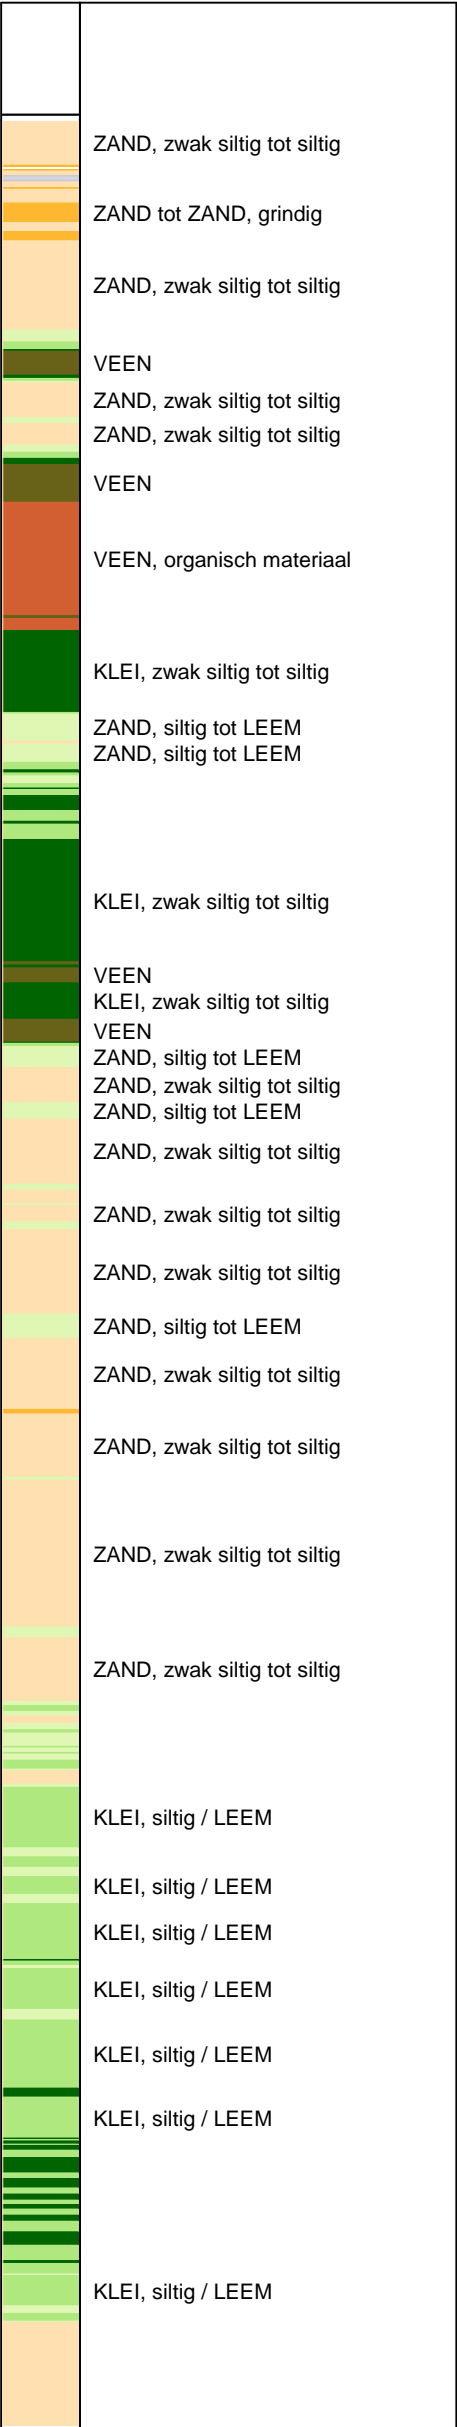 ZAND, zwak siltig tot siltig
ZAND tot ZAND, grindig
ZAND, zwak siltig tot siltig
VEEN
ZAND, zwak siltig tot siltig
ZAND, zwak siltig tot siltig
VEEN
VEEN, organisch materiaal
KLEI, zwak siltig tot siltig
ZAND, siltig tot LEEM
ZAND, siltig tot LEEM
KLEI, zwak siltig tot siltig
VEEN
KLEI, zwak siltig tot siltig
VEEN
ZAND, siltig tot LEEM
ZAND, zwak siltig tot siltig
ZAND, siltig tot LEEM
ZAND, zwak siltig tot siltig
ZAND, zwak siltig tot siltig
ZAND, zwak siltig tot siltig
ZAND, siltig tot LEEM
ZAND, zwak siltig tot siltig
ZAND, zwak siltig tot siltig
ZAND, zwak siltig tot siltig
ZAND, zwak siltig tot siltig
KLEI, siltig / LEEM
KLEI, siltig / LEEM
KLEI, siltig / LEEM
KLEI, siltig / LEEM
KLEI, siltig / LEEM
KLEI, siltig / LEEM
KLEI, siltig / LEEM